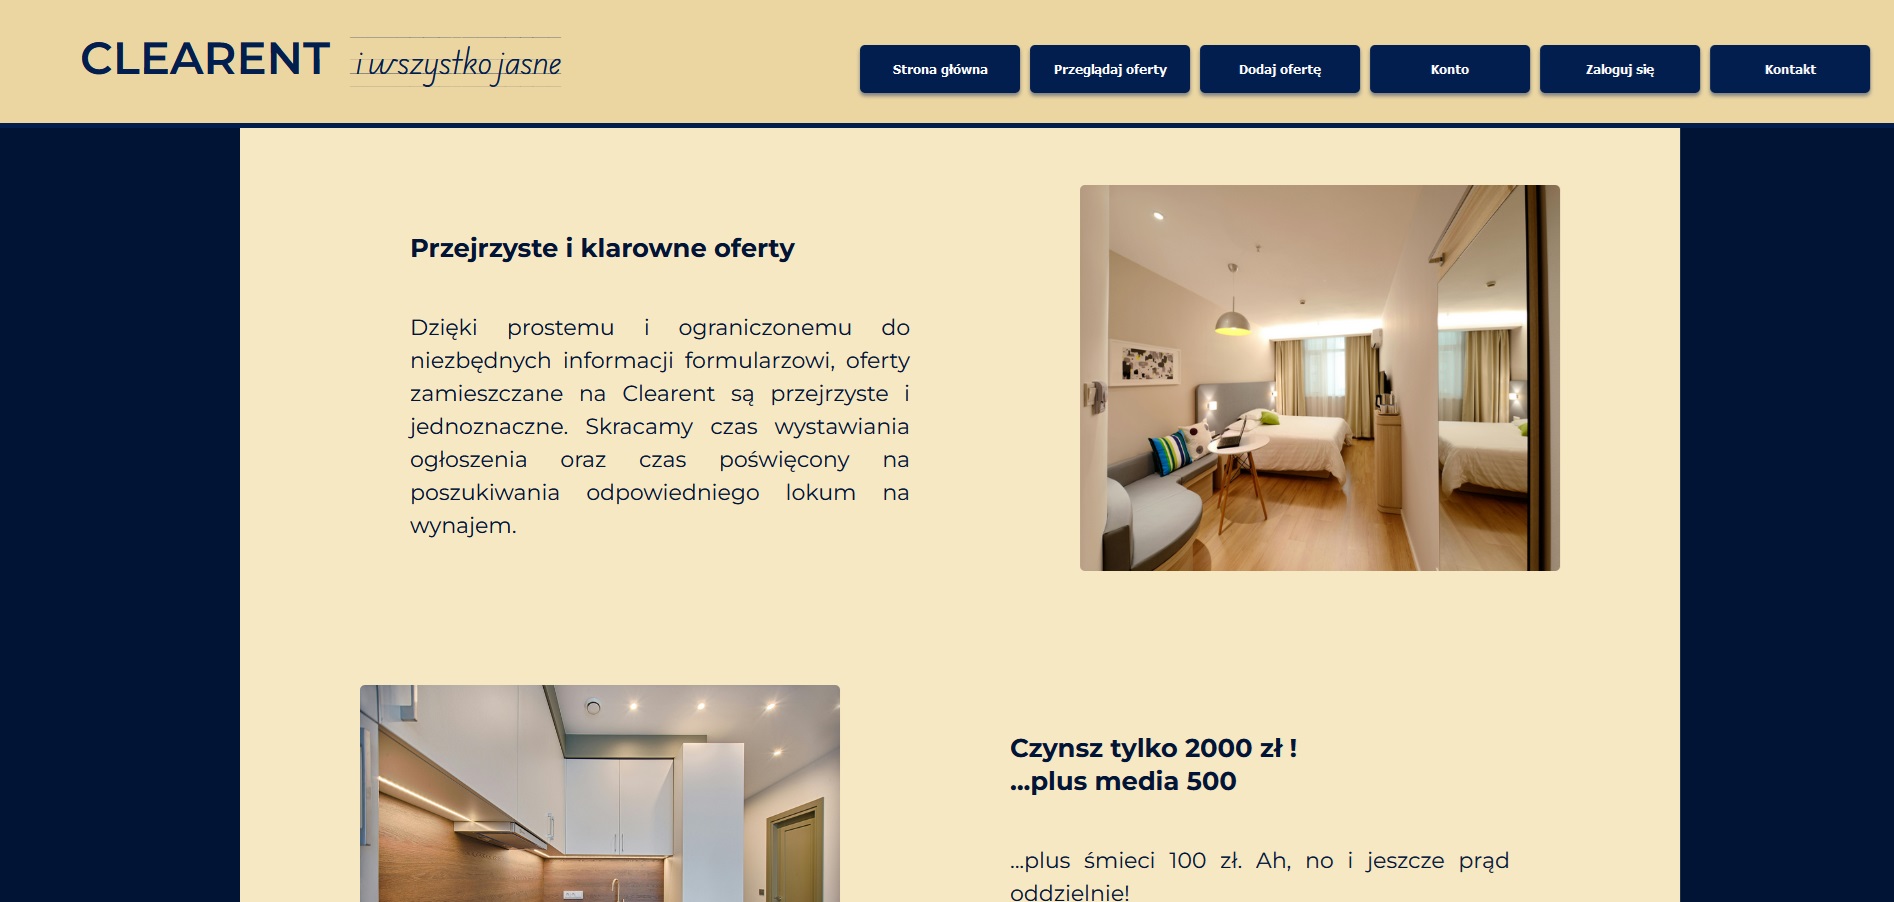 CLEARENT i wszystko jasne
Strona główna Przeglądaj oferty Dodaj ofertę Konto Zaloguj się Kontakt
Przejrzyste i klarowne oferty
Dzięki prostemu i ograniczonemu do
niezbędnych informacji formularzowi, oferty
zamieszczane na Clearent są przejrzyste i
jednoznaczne. Skracamy czas wystawiania
ogłoszenia oraz czas poświęcony na
poszukiwania odpowiedniego lokum na
wynajem.
Czynsz tylko 2000 zł !
...plus media 500
...plus śmieci 100 zł. Ah, no i jeszcze prąd
oddzielnie!